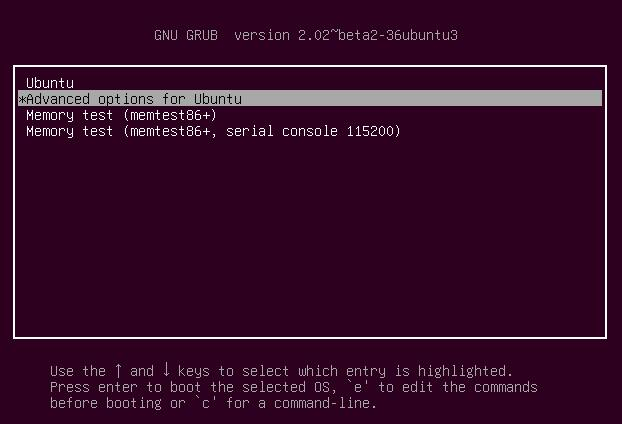 GNU GRUB  version 2.02~beta2-36ubuntu3
Ubuntu
*Advanced options for Ubuntu
Memory test (memtest86+)
Memory test (memtest86+, serial console 115200)
Use the ↑ and ↓ keys to select which entry is highlighted.
Press enter to boot the selected OS, `e' to edit the commands
before booting or `c' for a command-line.